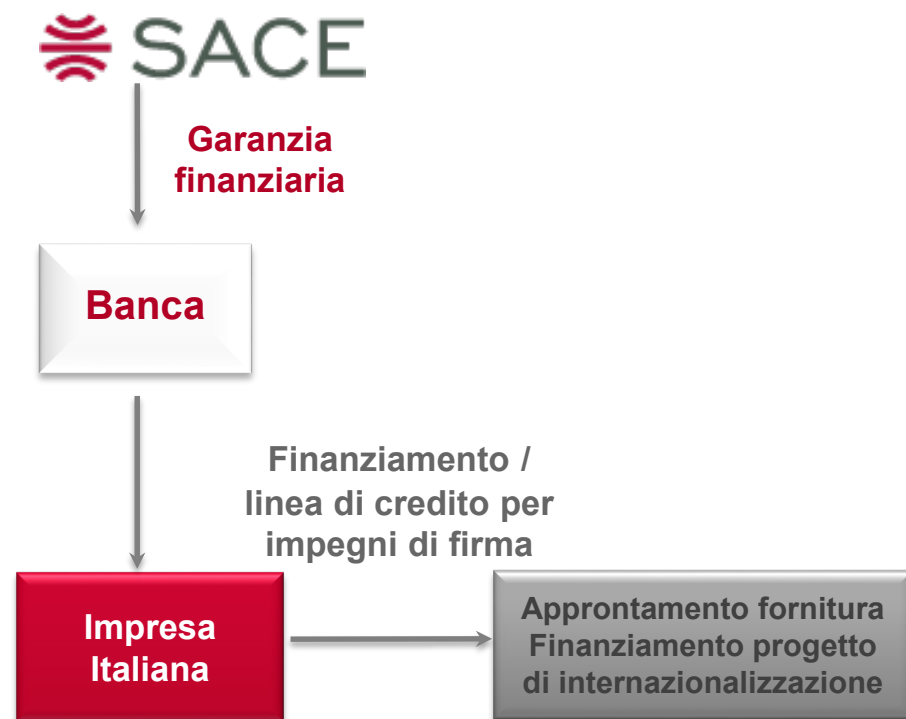 SACE
Garanzia
finanziaria
Banca
Finanziamento /
linea di credito per
impegni di firma
Impresa
Italiana
Approntamento fornitura
Finanziamento progetto
di internazionalizzazione